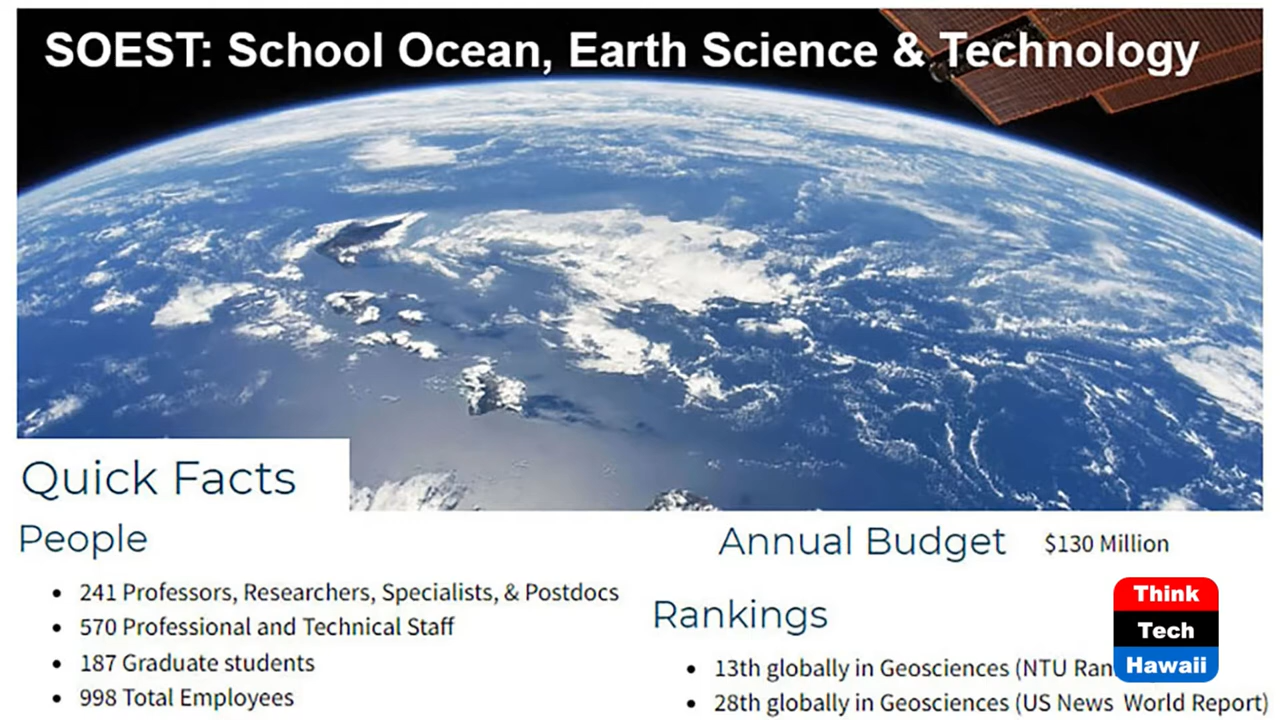 SOEST: School Ocean, Earth Science & Technology
Quick Facts
People
• 241 Professors, Researchers, Specialists, & Postdocs
• 570 Professional and Technical Staff
• 187 Graduate students
• 998 Total Employees
Annual Budget $130 Million
Rankings
• 13th globally in Geosciences (NTU
• 28th globally in Geosciences (US News World Report)
Think
Tech
Hawaii